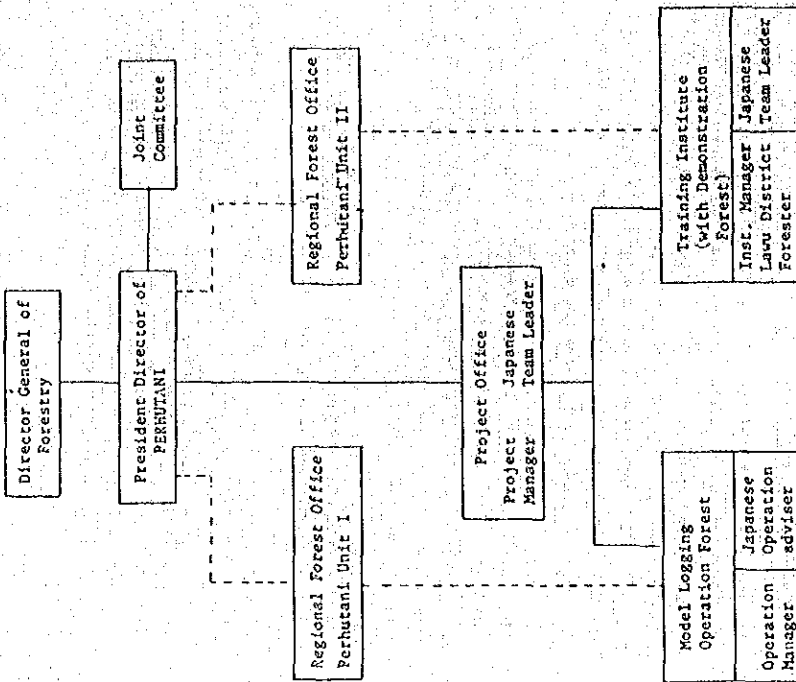 Director General of
Forestry
President Director of
PERHUTANI
Joint
Committee
Regional Forest Office
Perhutani Unit I
Regional Forest Office
Perhutani Unit II
Project Office
Project Japanese
Manager Team Leader
Model Logging
Operation Forest
Operation
Manager
Japanese
Operation
adviser
Training Institute
(with Demonstration
Forest)
Inst. Manager
Lawu District
Forester
Japanese
Team Leader